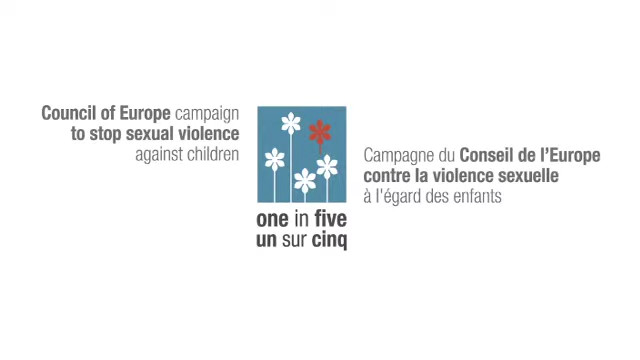 Council of Europe campaign
to stop sexual violence
against children
one in five
un sur cinq
Campagne du Conseil de l'Europe
contre la violence sexuelle
à l'égard des enfants